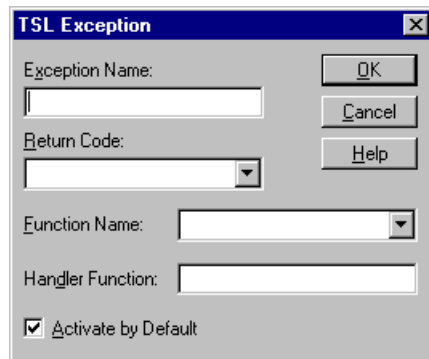 TSL Exception
Exception Name:
OK
Cancel
Return Code:
Help
Function Name:
Handler Function:
Activate by Default